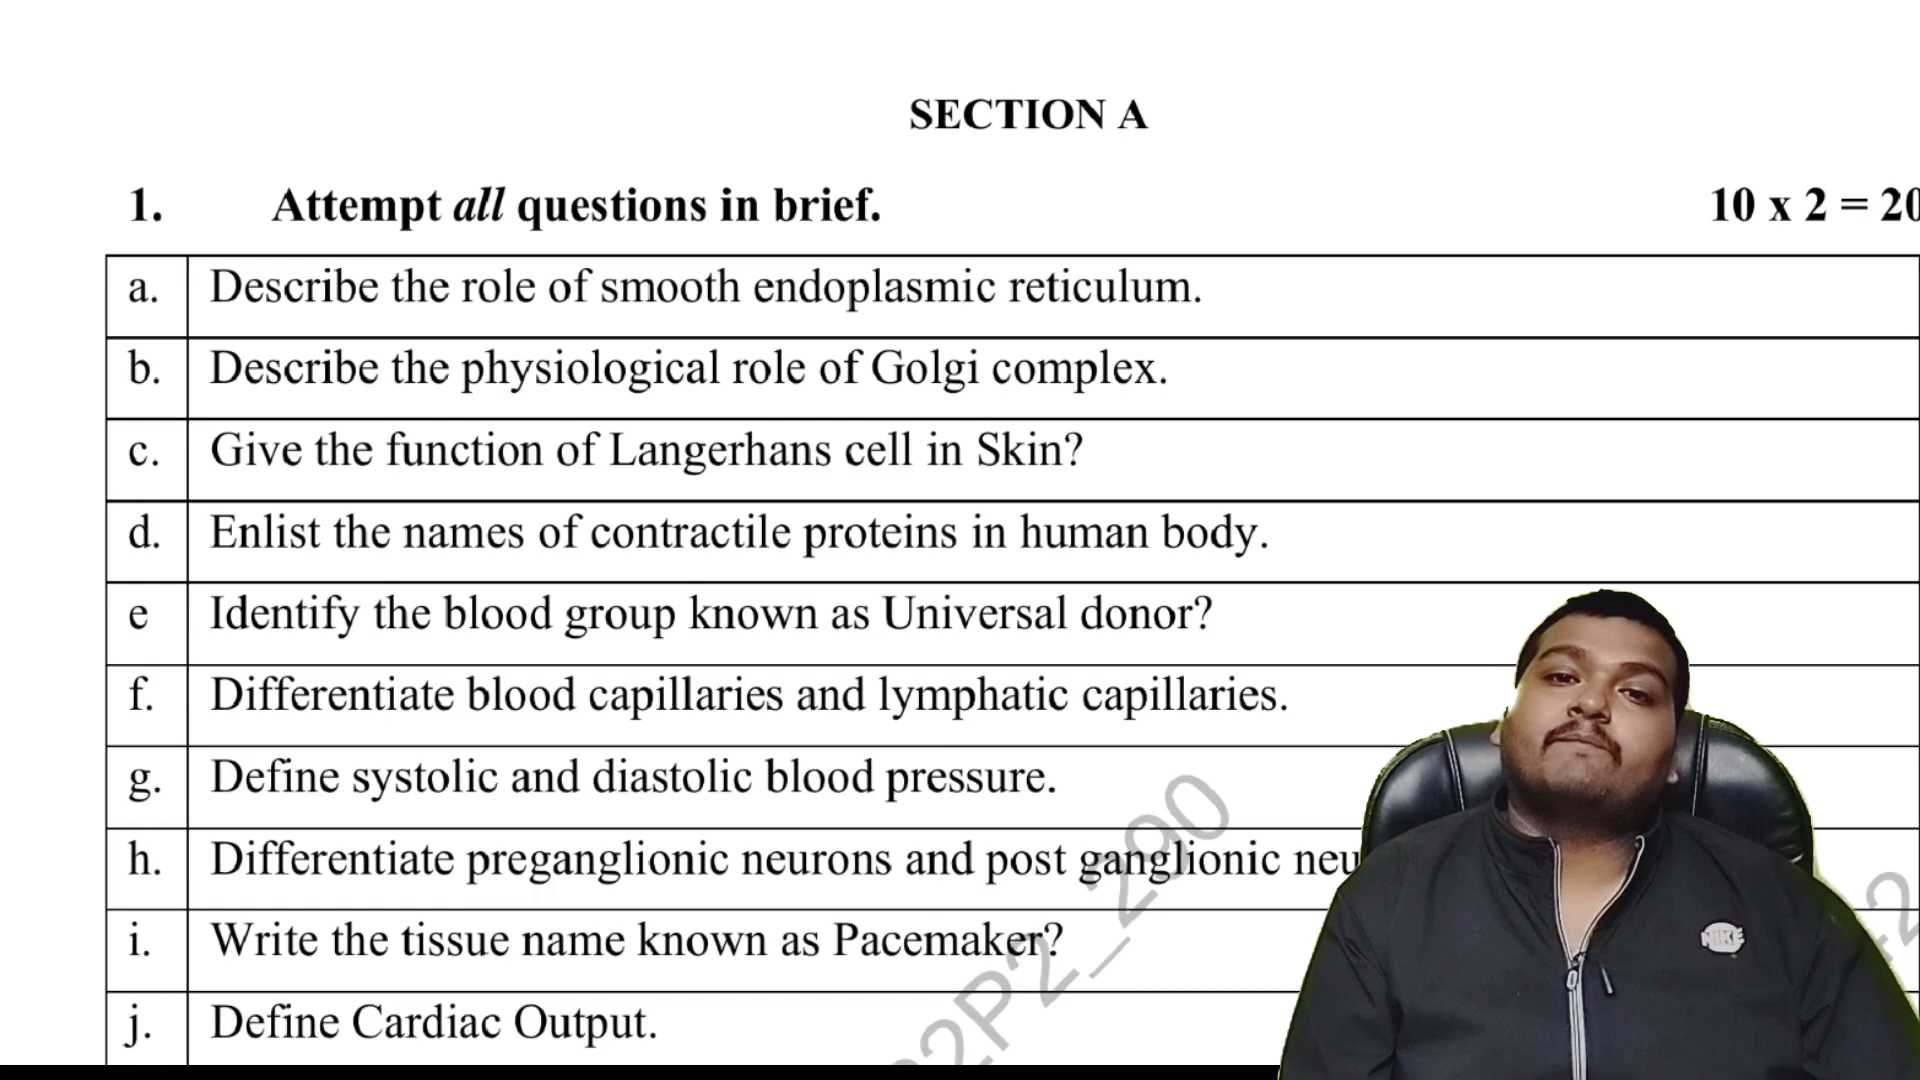 SECTION A
1. Attempt all questions in brief. 10 x 2 = 20
a. Describe the role of smooth endoplasmic reticulum.
b. Describe the physiological role of Golgi complex.
c. Give the function of Langerhans cell in Skin?
d. Enlist the names of contractile proteins in human body.
e Identify the blood group known as Universal donor?
f. Differentiate blood capillaries and lymphatic capillaries.
g. Define systolic and diastolic blood pressure.
h. Differentiate preganglionic neurons and post ganglionic neu
i. Write the tissue name known as Pacemaker?
j. Define Cardiac Output.
2P2_290
NIKE